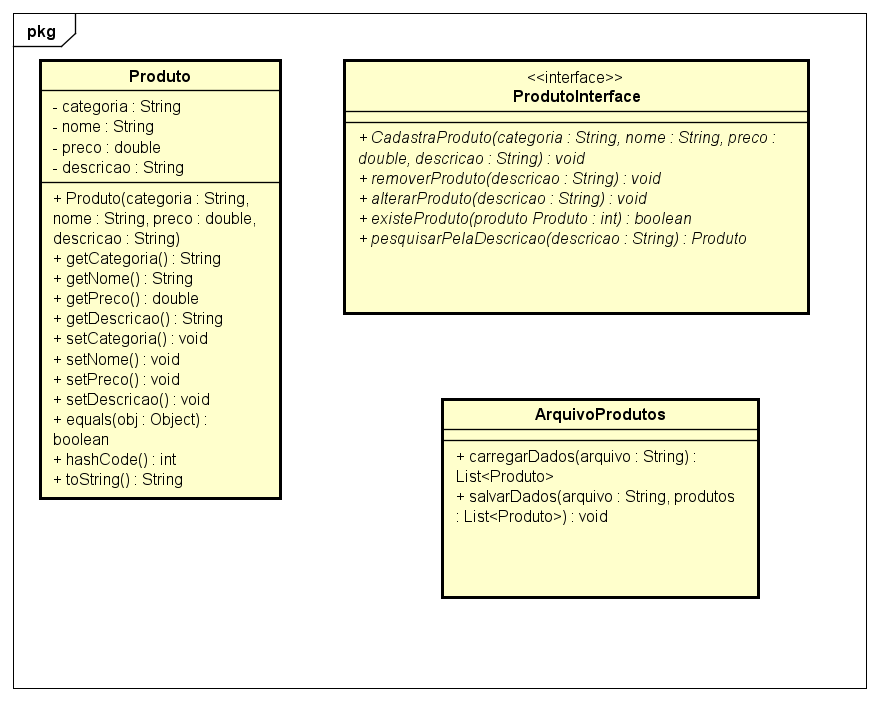 pkg
Produto
- categoria : String
- nome : String
- preco : double
- descricao : String
+ Produto(categoria : String,
nome : String, preco : double,
descricao : String)
+ getCategoria() : String
+ getNome() : String
+ getPreco() : double
+ getDescricao() : String
+ setCategoria() : void
+ setNome() : void
+ setPreco() : void
+ setDescricao() : void
+ equals(obj : Object) :
boolean
+ hashCode() : int
+ toString() : String
<<interface>>
ProdutoInterface
+ CadastraProduto(categoria : String, nome : String, preco :
double, descricao : String) : void
+ removerProduto(descricao : String) : void
+ alterarProduto(descricao : String) : void
+ existeProduto(produto Produto : int) : boolean
+ pesquisarPelaDescricao(descricao : String) : Produto
ArquivoProdutos
+ carregarDados(arquivo : String) :
List<Produto>
+ salvarDados(arquivo : String, produtos
: List<Produto>) : void